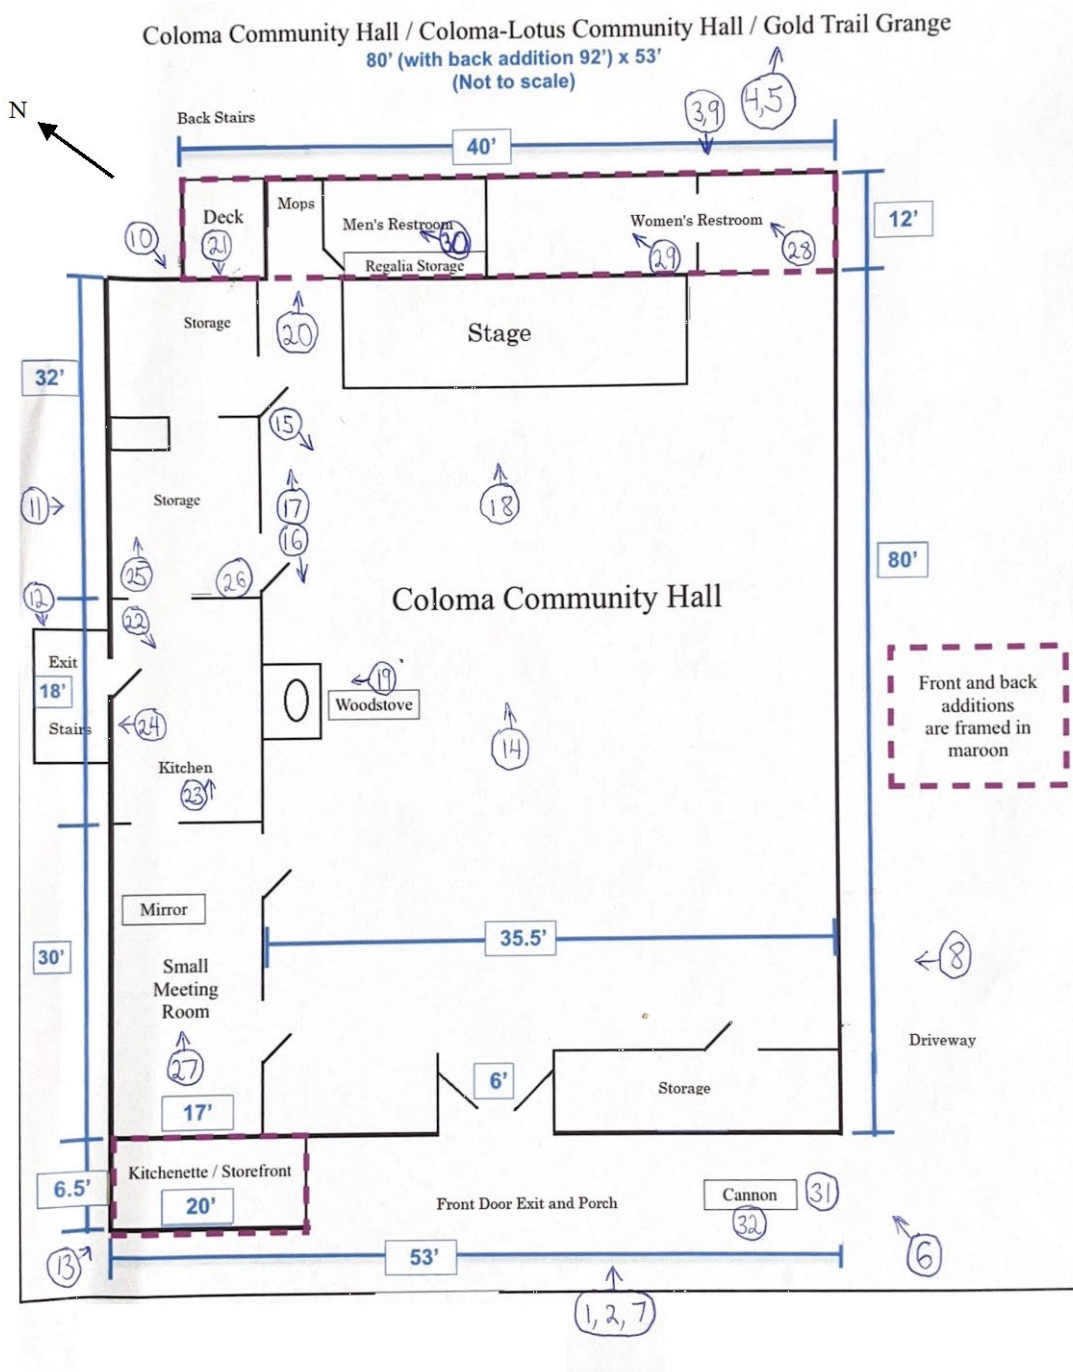 Coloma Community Hall / Coloma-Lotus Community Hall / Gold Trail Grange
80’ (with back addition 92’) x 53’
(Not to scale)
4,5
3,9
N
Back Stairs
40’
Mops
Deck
Men's Restroom
Women's Restroom
12’
10
21
30
29
28
Regalia Storage
Storage
20
Stage
32’
15
Storage
11
17
18
16
80’
25
26
12
Coloma Community Hall
22
Exit
18’
19
Woodstove
Stairs
24
14
Front and back
additions
are framed in
maroon
Kitchen
23
Mirror
35.5’
30’
8
Small
Meeting
Room
Driveway
27
6’
Storage
17’
Kitchenette / Storefront
6.5’
20’
Front Door Exit and Porch
Cannon
31
32
13
53’
6
1,2,7